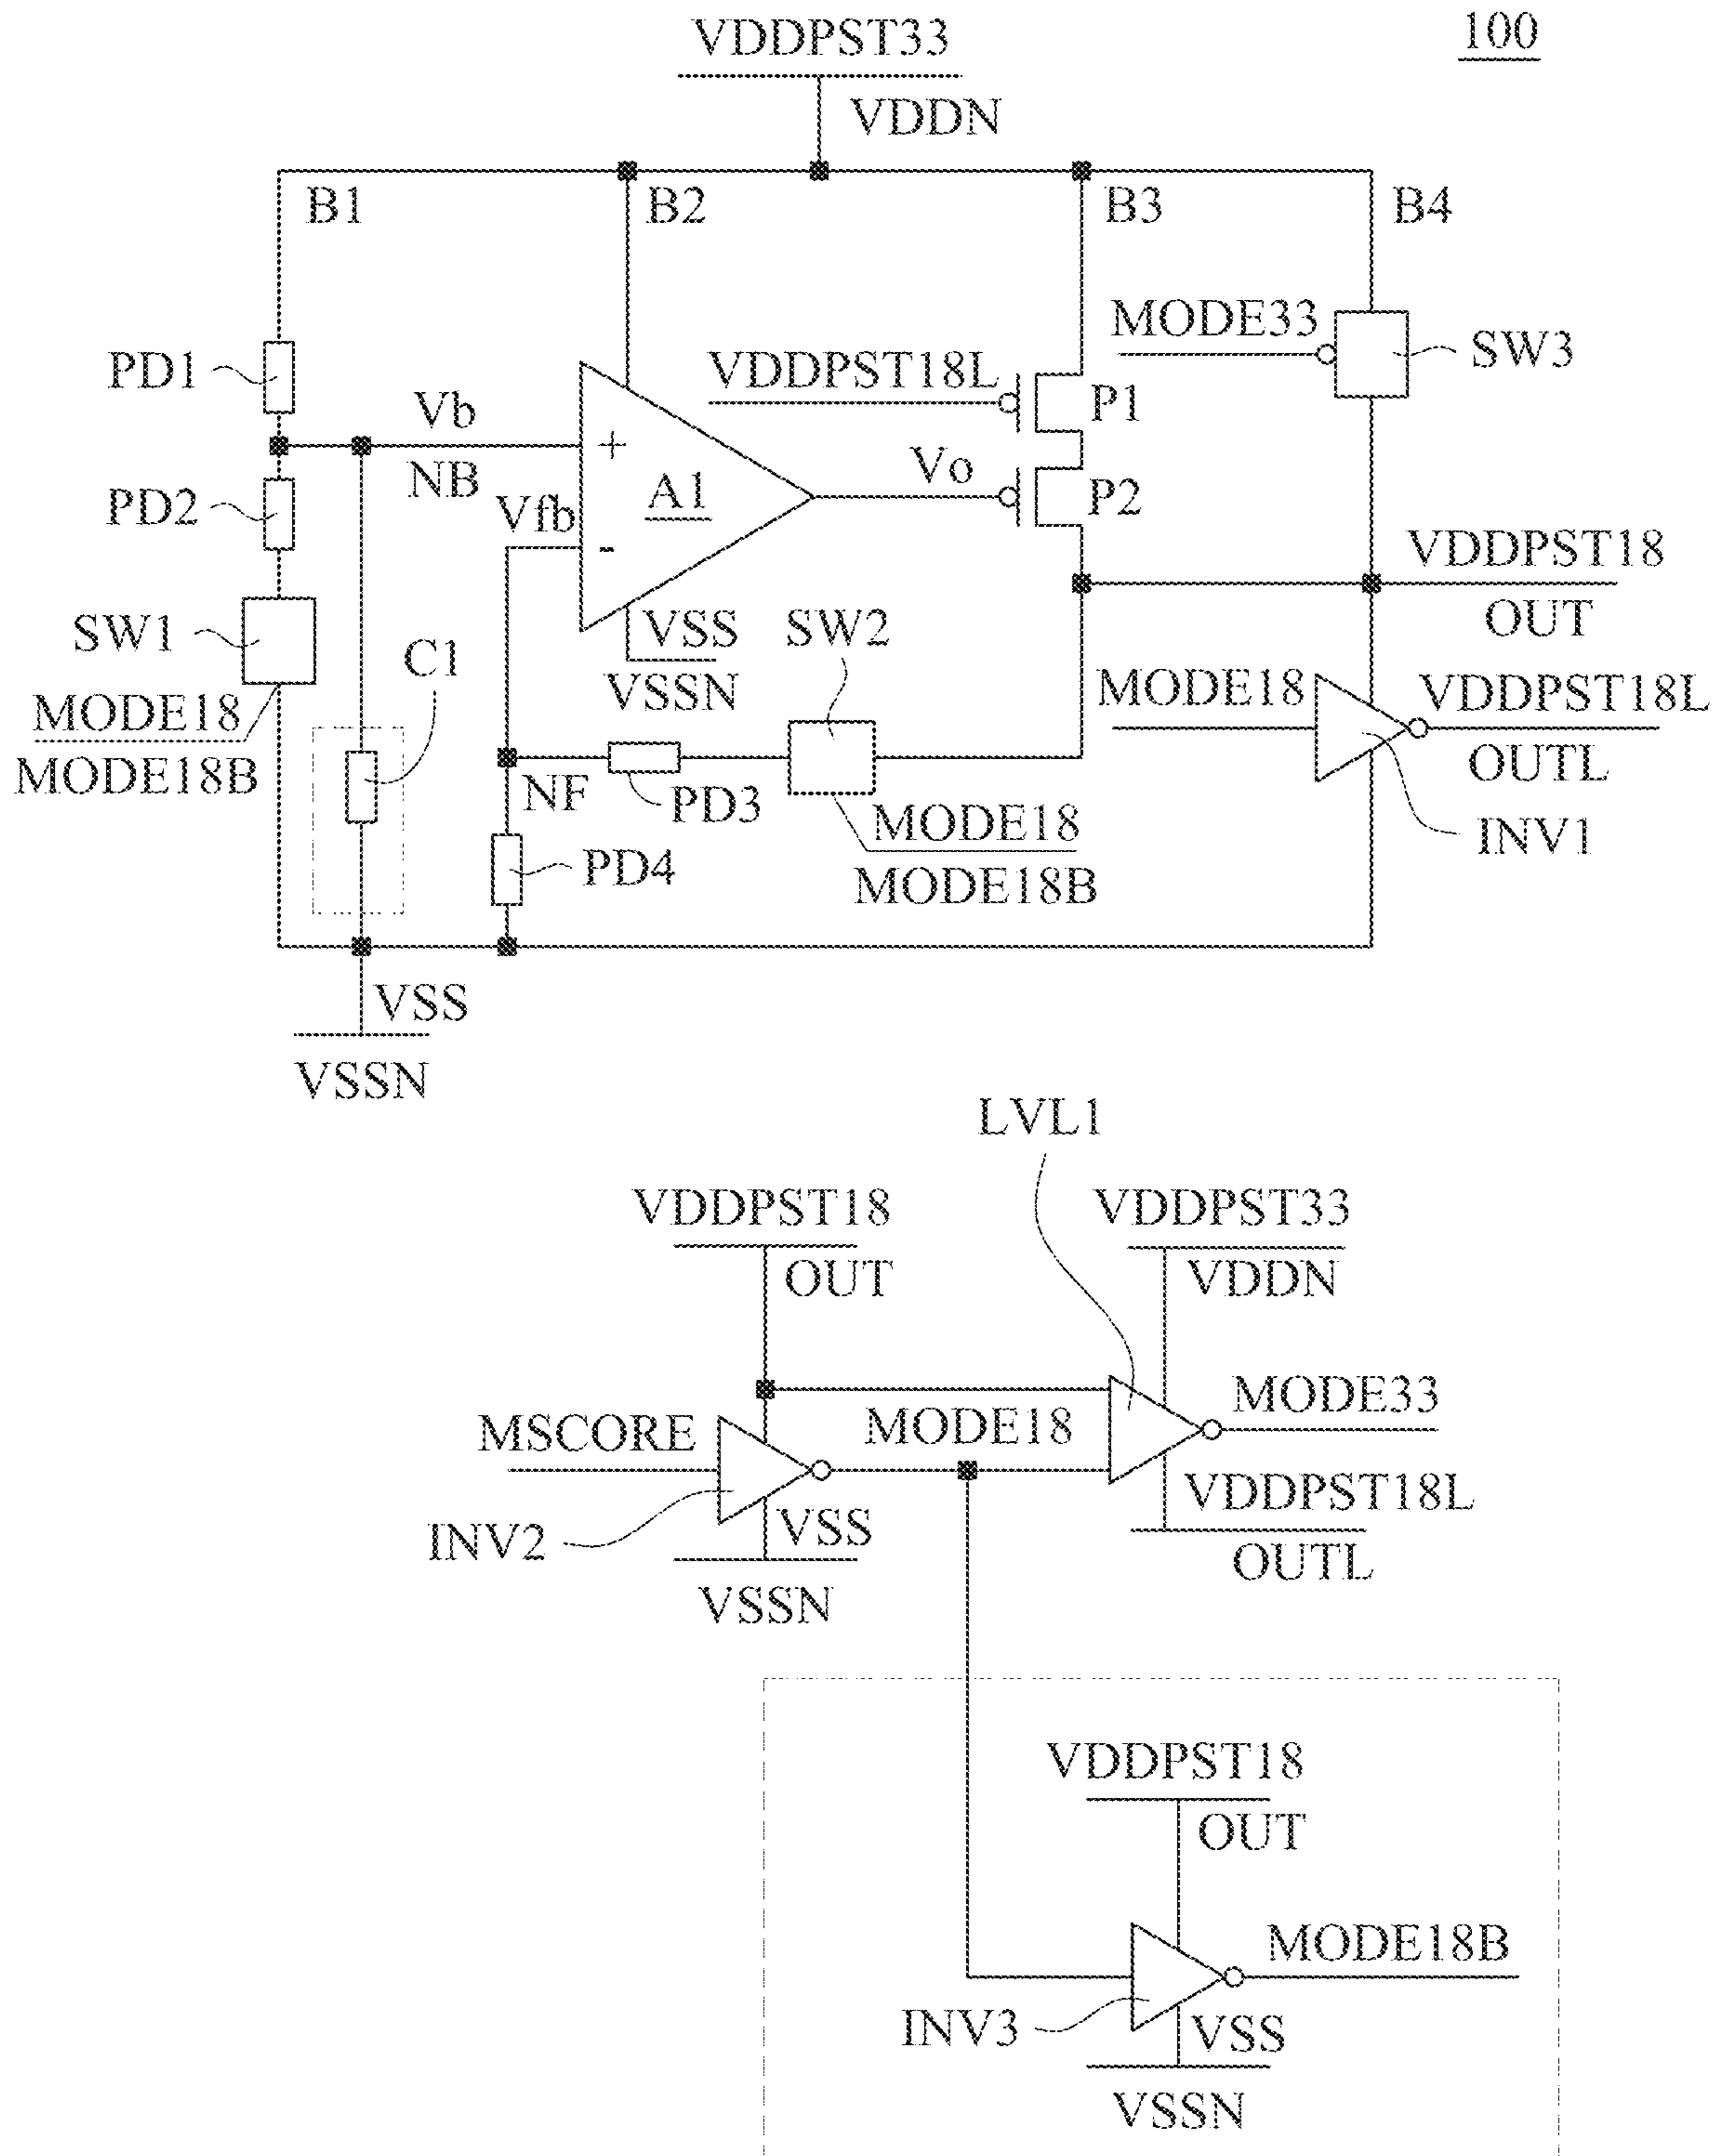 100
VDDPST33
VDDN
B1
B2
B3
B4
MODE33
SW3
PD1
VDDPST18L
P1
Vb
NB
+
A1
Vo
P2
PD2
Vfb
-
VDDPST18
OUT
SW1
C1
VSS
VSSN
SW2
MODE18
VDDPST18L
OUTL
MODE18
MODE18B
NF
PD3
MODE18
MODE18B
INV1
PD4
VSS
VSSN
LVL1
VDDPST18
OUT
VDDPST33
VDDN
MSCORE
MODE18
MODE33
INV2
VSS
VSSN
VDDPST18L
OUTL
VDDPST18
OUT
MODE18B
INV3
VSS
VSSN